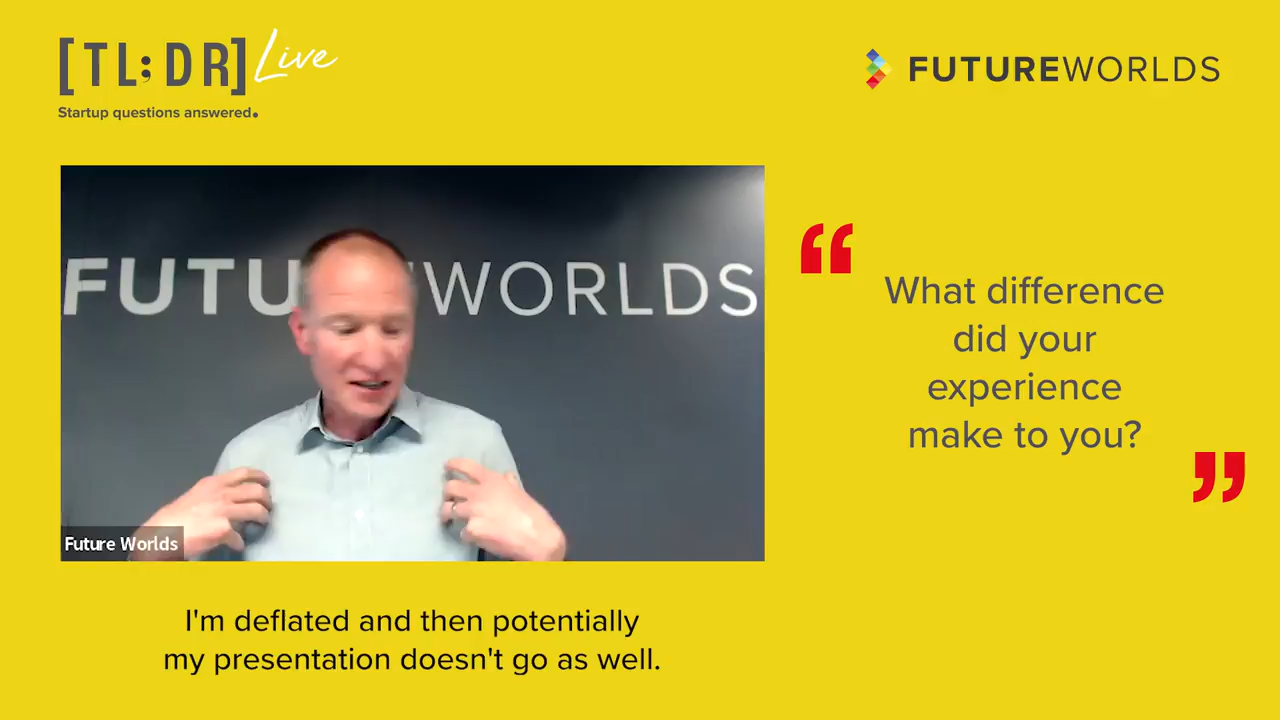 [TL;DR] Live
Startup questions answered.
FUTUREWORLDS
FUTU WORLDS
Future Worlds
“
What difference
did your
experience
make to you?
”
I'm deflated and then potentially
my presentation doesn't go as well.